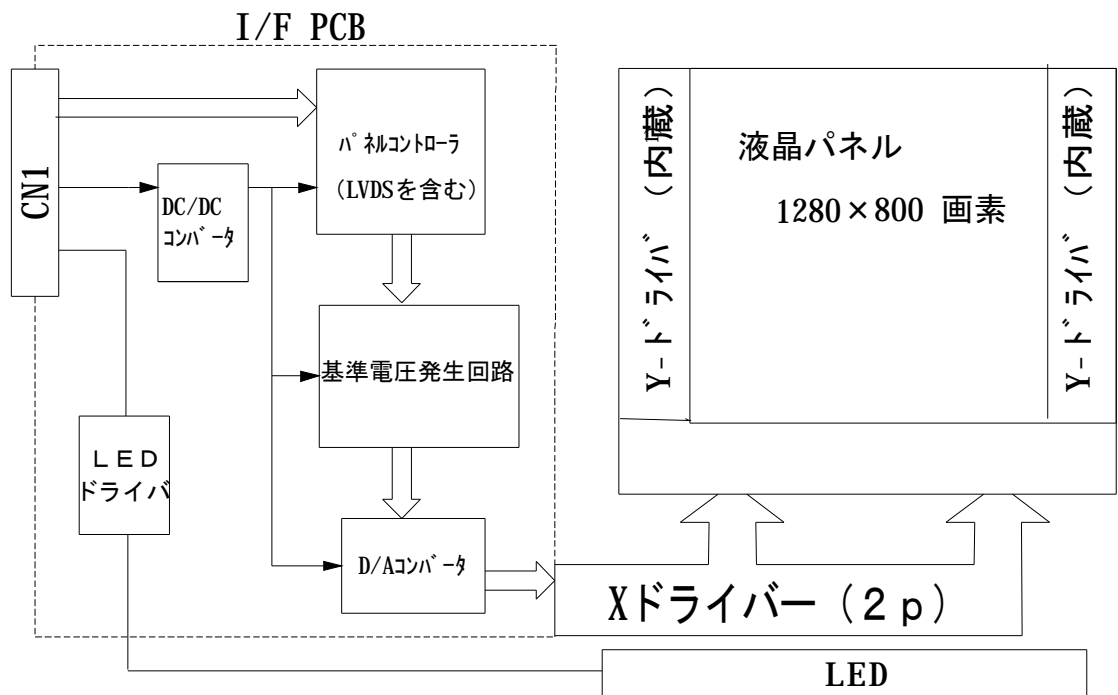 I/F PCB
CN1
ﾊﾟﾈﾙｺﾝﾄﾛｰﾗ
(LVDSを含む)
DC/DC
ｺﾝﾊﾞｰﾀ
基準電圧発生回路
ＬＥＤ
ドライバ
D/Aｺﾝﾊﾞｰﾀ
Y-ドライバ（内蔵）
液晶パネル
1280×800 画素
Y-ドライバ（内蔵）
Xドライバー（２ｐ）
LED